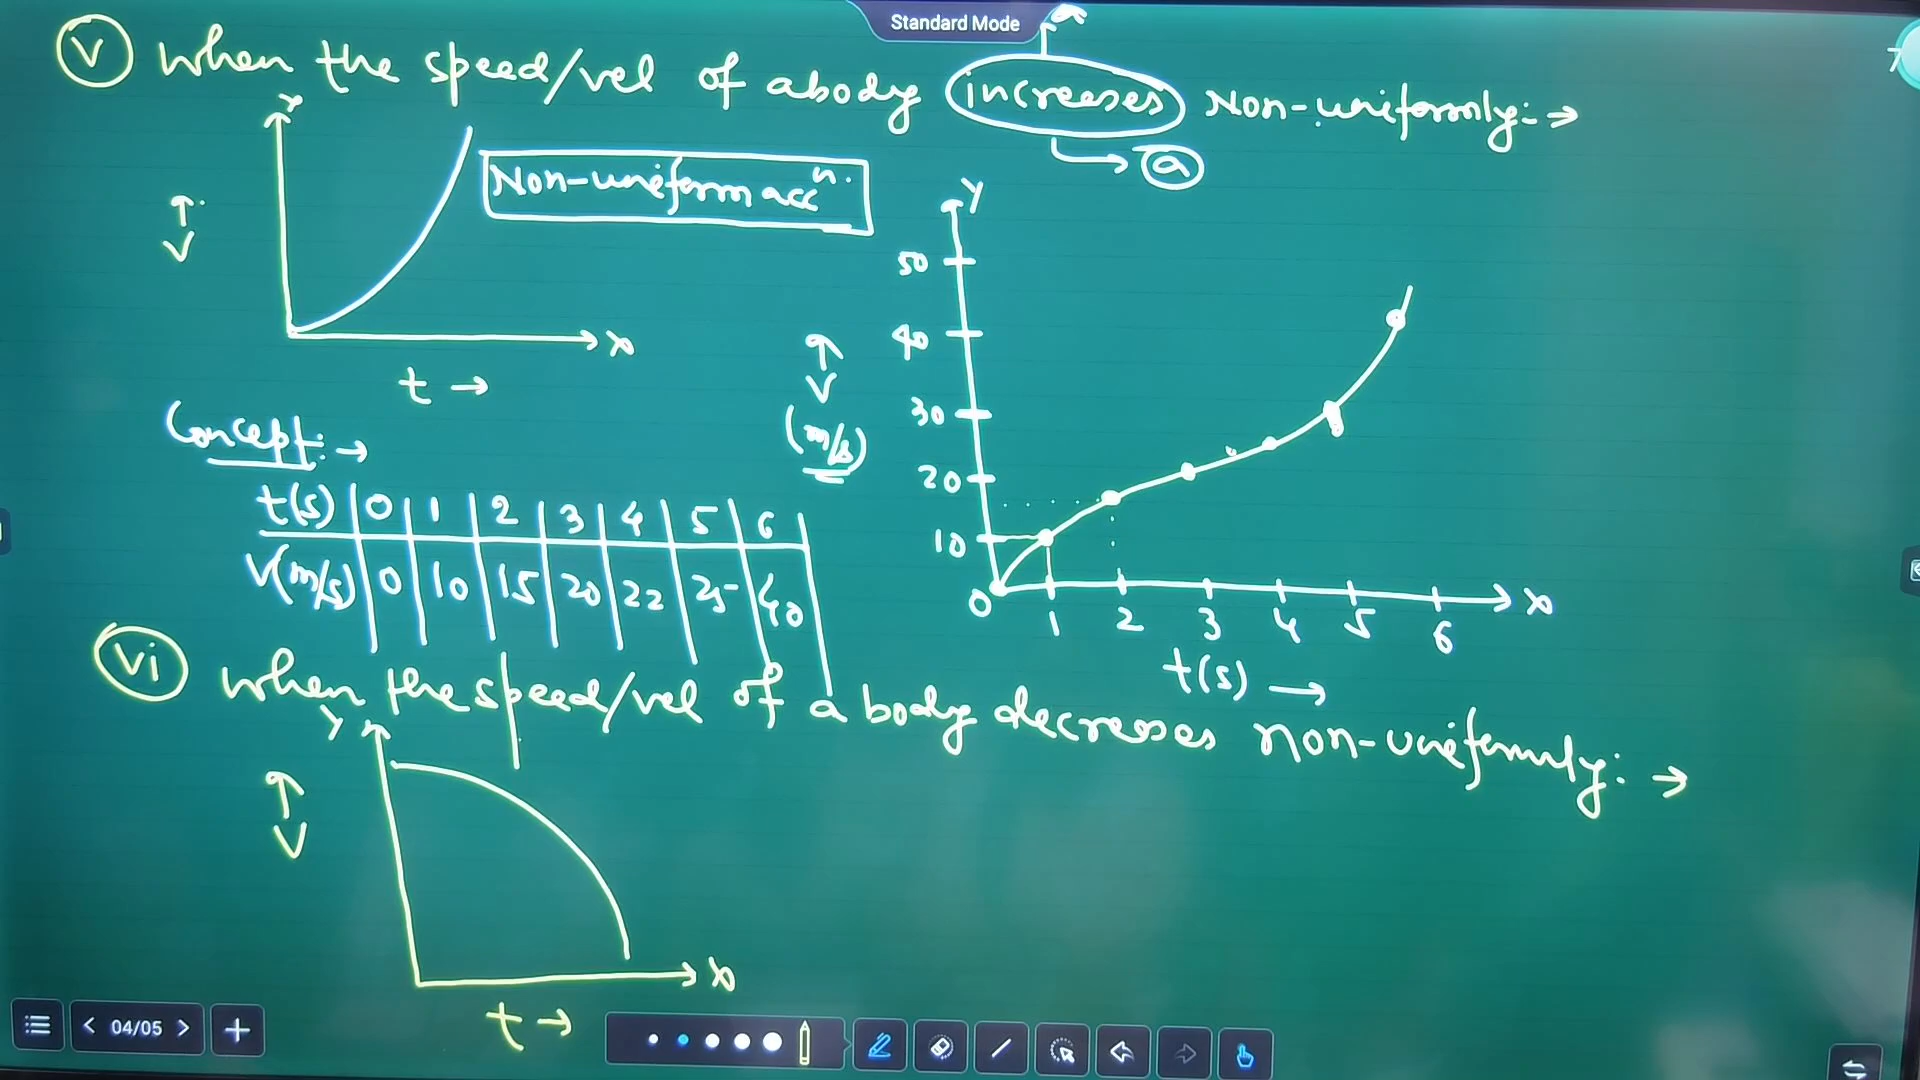 Standard Mode
(v) When the speed/vel of a body increases Non-uniformly:→
→ a
Y
Non-uniform accⁿ.
↑
V
X
t →
Y
50
40
30
20
10
0
1 2 3 4 5 6
X
t(s) →
↑
V
(m/s)
Concept:→
t(s) 0 1 2 3 4 5 6
V(m/s) 0 10 15 20 22 25 40
(vi) When the speed/vel of a body decreases non-uniformly:→
Y
↑
V
X
t →
04/05